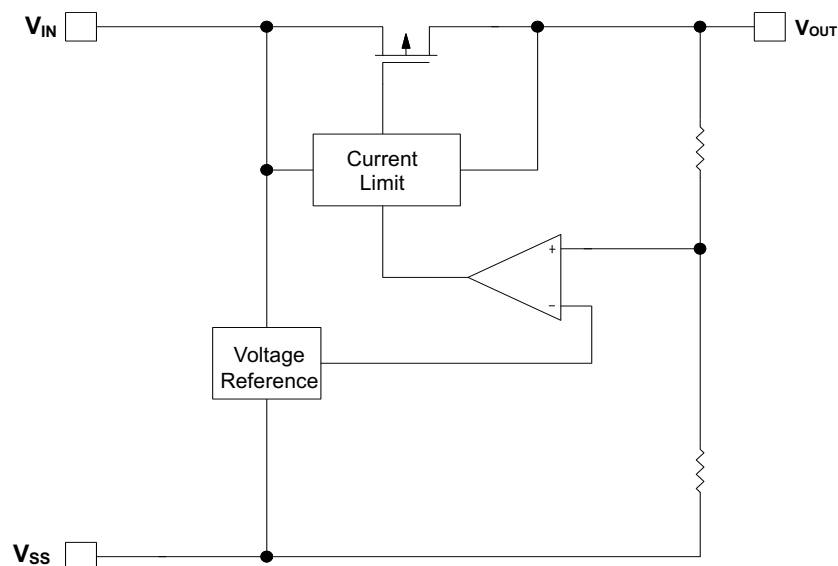 VIN
VOUT
Current
Limit
+
-
Voltage
Reference
VSS